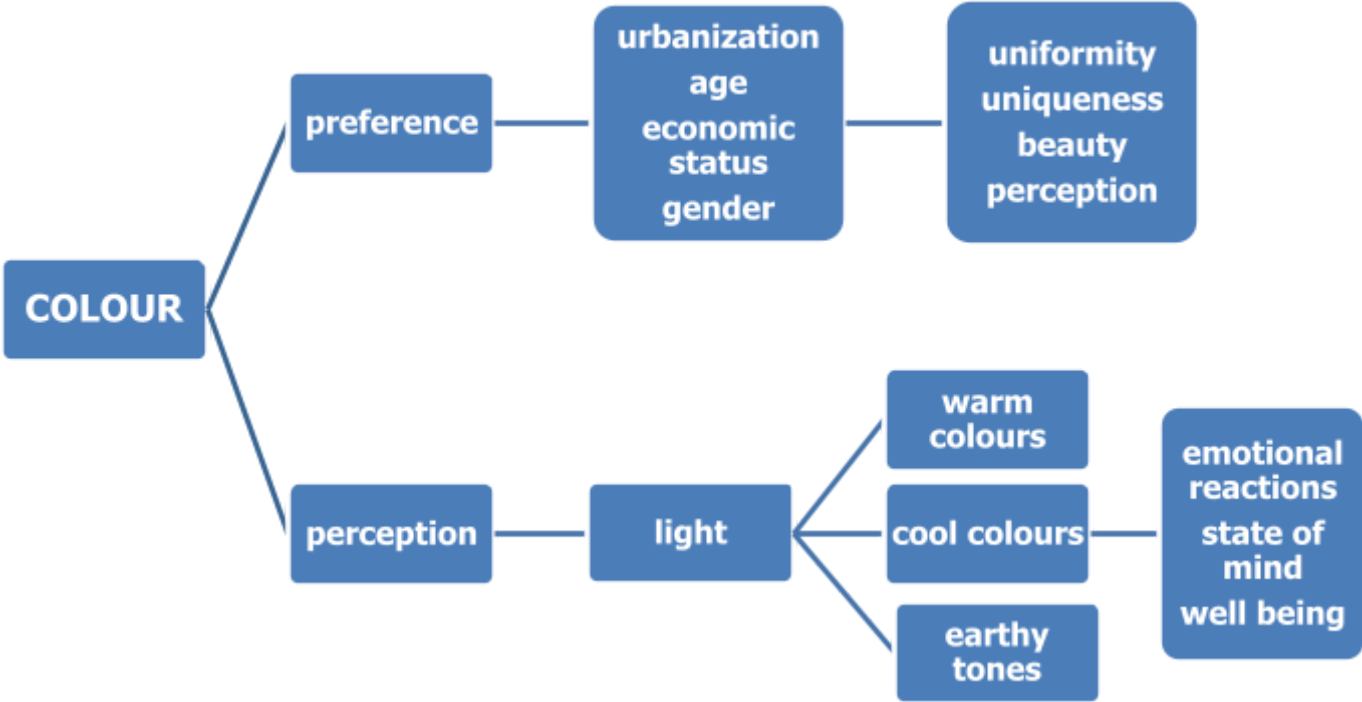 COLOUR
preference
urbanization
age
economic
status
gender
uniformity
uniqueness
beauty
perception
perception
light
warm
colours
cool colours
earthy
tones
emotional
reactions
state of
mind
well being